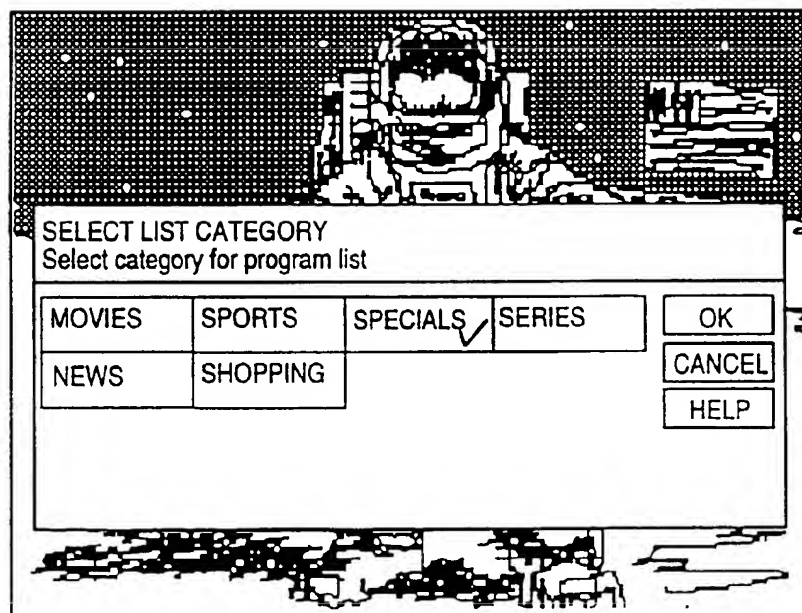 SELECT LIST CATEGORY
Select category for program list
MOVIES SPORTS SPECIALS SERIES OK
NEWS SHOPPING CANCEL
HELP